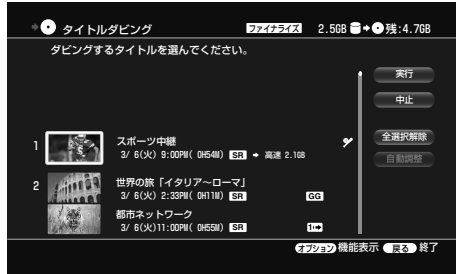 タイトルダビング ファイナライズ 2.5GB 残:4.7GB
ダビングするタイトルを選んでください。
実行
中止
全選択解除
自動調整
1 スポーツ中継
3/ 6(火) 9:00PM( 0H54M) SR ➔ 高速 2.1GB
2 世界の旅「イタリア～ローマ」
3/ 6(火) 2:33PM( 0H11M) SR GG
都市ネットワーク
3/ 6(火)11:00PM( 0H55M) SR 1➔
オプション 機能表示 戻る 終了